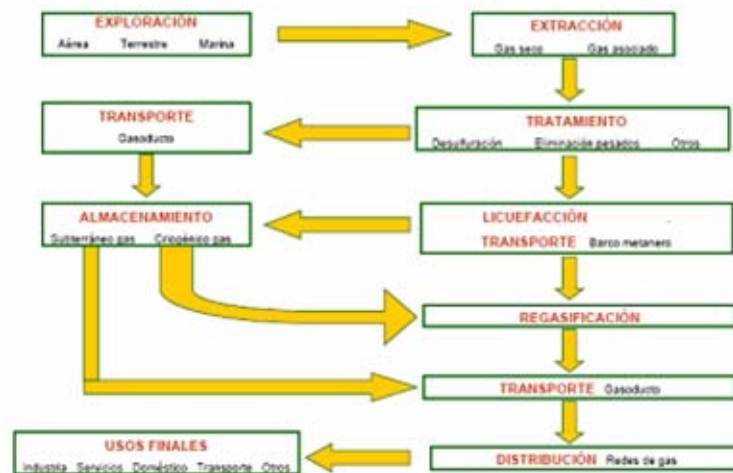 EXPLORACIÓN
Aérea Terrestre Marina
EXTRACCIÓN
Gas seco Gas asociado
TRANSPORTE
Gasoducto
TRATAMIENTO
Desulfuración Eliminación pesados Otros
ALMACENAMIENTO
Subterráneo gas Criogénico gas
LICUEFACCIÓN
TRANSPORTE Barco metanero
REGASIFICACIÓN
TRANSPORTE Gasoducto
USOS FINALES
Industria Servicios Doméstico Transporte Otros
DISTRIBUCIÓN Redes de gas